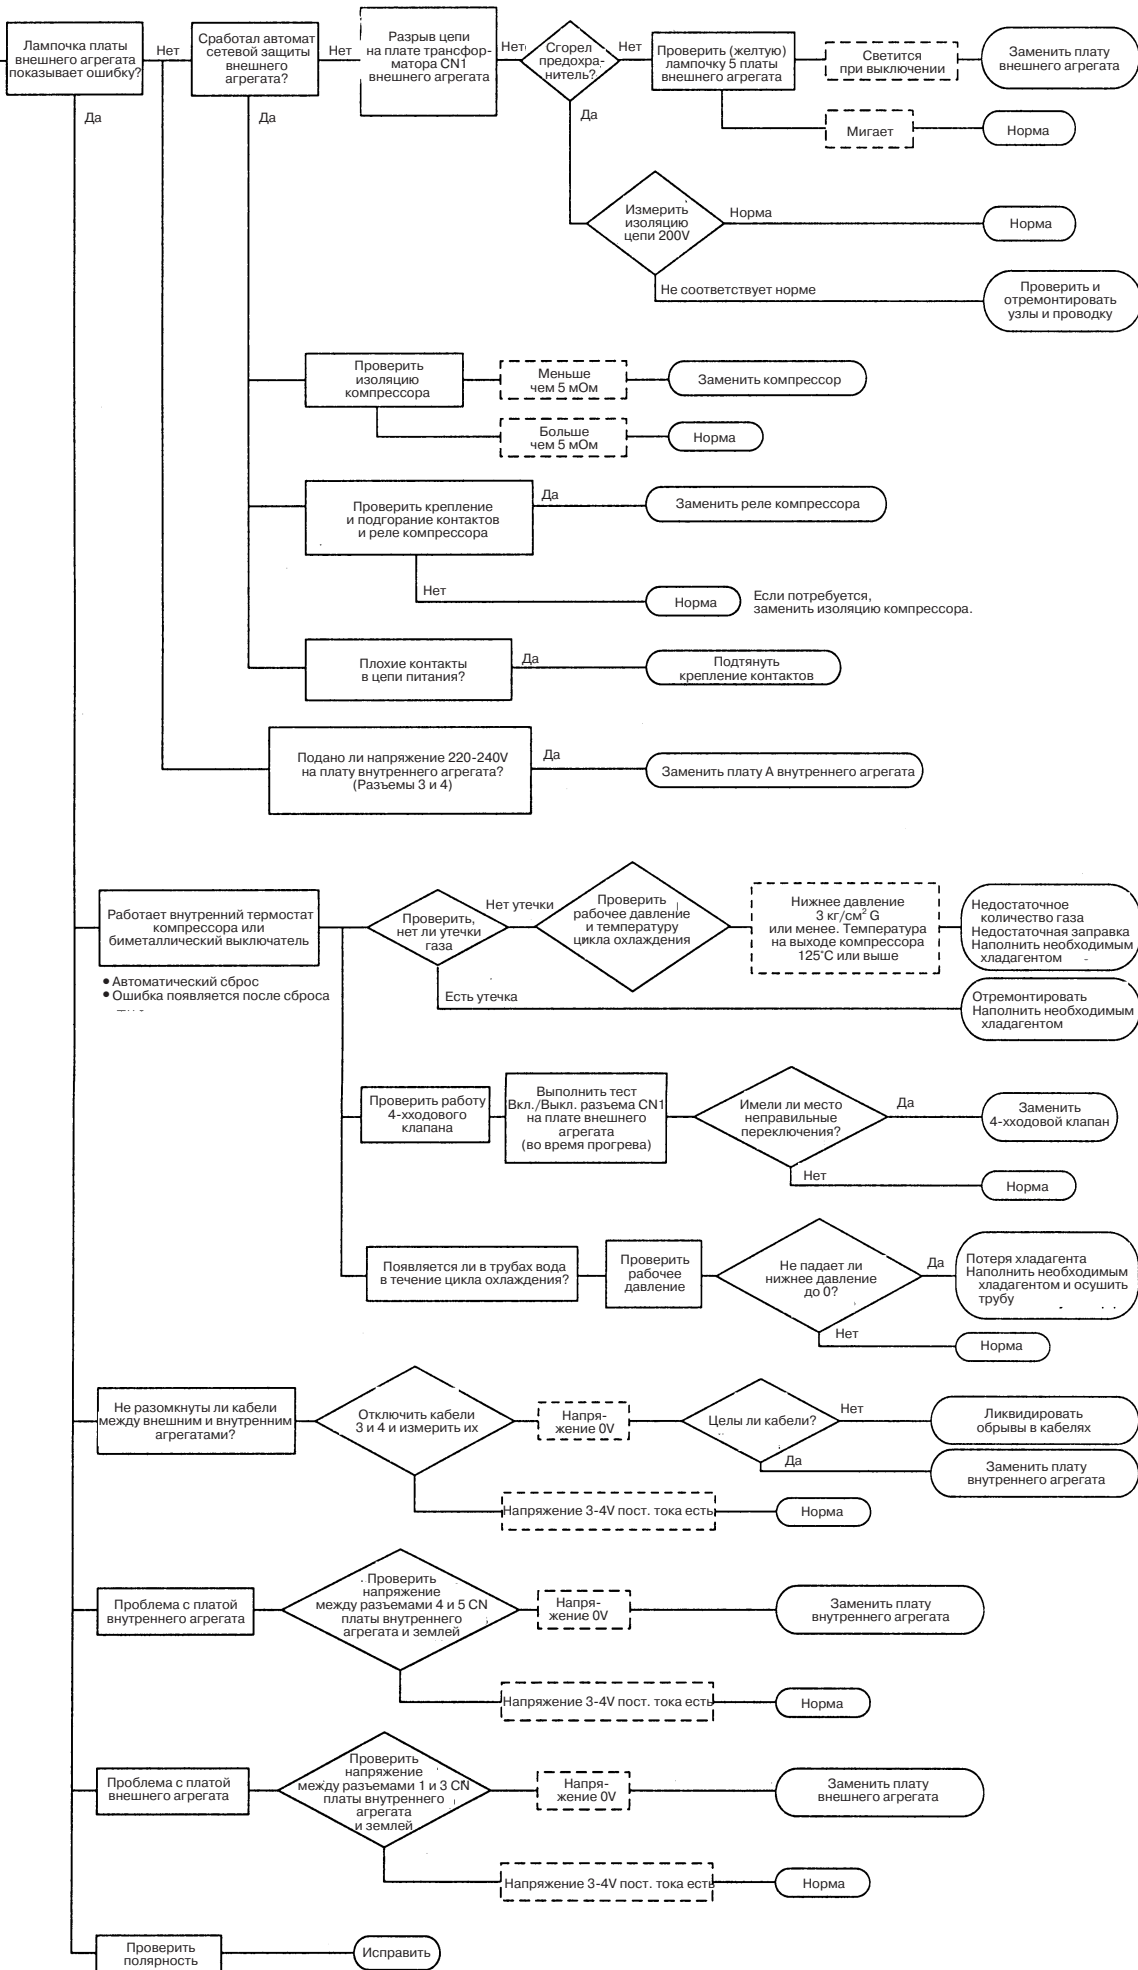 Лампочка платы
внешнего агрегата
показывает ошибку?
Нет
Да
Сработал автомат
сетевой защиты
внешнего
агрегата?
Нет
Да
Разрыв цепи
на плате трансфор-
матора CN1
внешнего агрегата
Нет
Сгорел
предохра-
нитель?
Нет
Да
Проверить (желтую)
лампочку 5 платы
внешнего агрегата
Светится
при выключении
Заменить плату
внешнего агрегата
Мигает
Норма
Измерить
изоляцию
цепи 200V
Норма
Норма
Не соответствует норме
Проверить и
отремонтировать
узлы и проводку
Проверить
изоляцию
компрессора
Меньше
чем 5 мОм
Заменить компрессор
Больше
чем 5 мОм
Норма
Проверить крепление
и подгорание контактов
и реле компрессора
Да
Заменить реле компрессора
Нет
Норма
Если потребуется,
заменить изоляцию компрессора.
Плохие контакты
в цепи питания?
Да
Подтянуть
крепление контактов
Подано ли напряжение 220-240V
на плату внутреннего агрегата?
(Разъемы 3 и 4)
Да
Заменить плату А внутреннего агрегата
Работает внутренний термостат
компрессора или
биметаллический выключатель
• Автоматический сброс
• Ошибка появляется после сброса
Проверить,
нет ли утечки
газа
Нет утечки
Проверить
рабочее давление
и температуру
цикла охлаждения
Нижнее давление
3 кг/см² G
или менее. Температура
на выходе компрессора
125°С или выше
Недостаточное
количество газа
Недостаточная заправка
Наполнить необходимым
хладагентом
Есть утечка
Отремонтировать
Наполнить необходимым
хладагентом
Проверить работу
4-хходового
клапана
Выполнить тест
Вкл./Выкл. разъема CN1
на плате внешнего
агрегата
(во время прогрева)
Имели ли место
неправильные
переключения?
Да
Заменить
4-хходовой клапан
Нет
Норма
Появляется ли в трубах вода
в течение цикла охлаждения?
Проверить
рабочее
давление
Не падает ли
нижнее давление
до 0?
Да
Потеря хладагента
Наполнить необходимым
хладагентом и осушить
трубу
Нет
Норма
Не разомкнуты ли кабели
между внешним и внутренним
агрегатами?
Отключить кабели
3 и 4 и измерить их
Напря-
жение 0V
Целы ли кабели?
Нет
Ликвидировать
обрывы в кабелях
Да
Заменить плату
внутреннего агрегата
Напряжение 3-4V пост. тока есть
Норма
Проблема с платой
внутреннего агрегата
Проверить
напряжение
между разъемами 4 и 5 CN
платы внутреннего
агрегата и землей
Напря-
жение 0V
Заменить плату
внутреннего агрегата
Напряжение 3-4V пост. тока есть
Норма
Проблема с платой
внешнего агрегата
Проверить
напряжение
между разъемами 1 и 3 CN
платы внутреннего
агрегата
и землей
Напря-
жение 0V
Заменить плату
внешнего агрегата
Напряжение 3-4V пост. тока есть
Норма
Проверить
полярность
Исправить